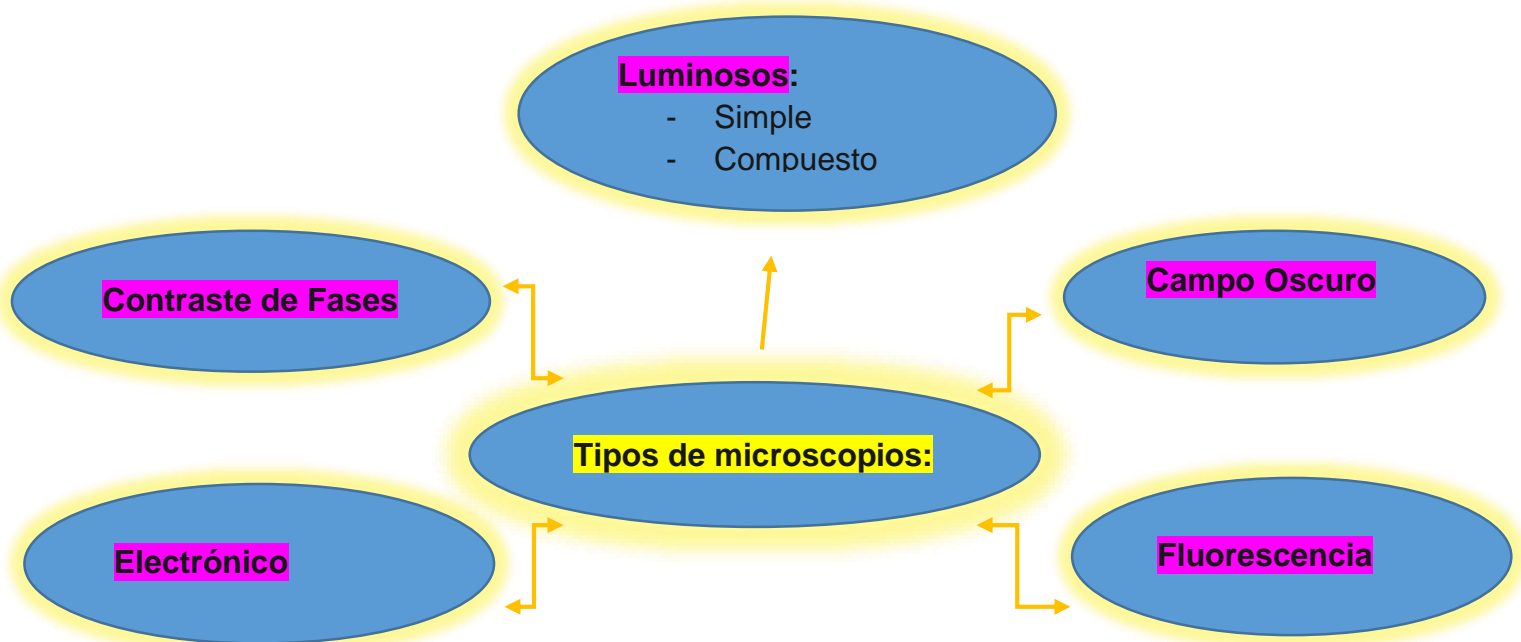 Luminosos:
- Simple
- Compuesto
Contraste de Fases
Campo Oscuro
Tipos de microscopios:
Electrónico
Fluorescencia